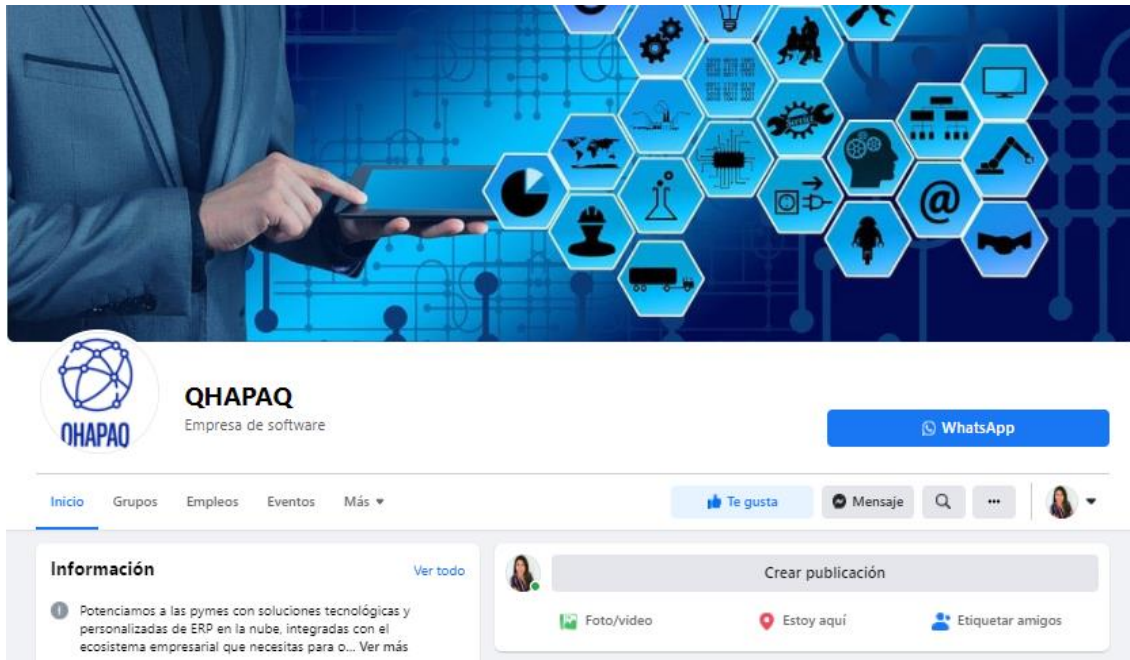 Service
@
QHAPAQ
QHAPAQ
Empresa de software
WhatsApp
Inicio Grupos Empleos Eventos Más
Te gusta Mensaje
Información Ver todo
Crear publicación
Potenciamos a las pymes con soluciones tecnológicas y
personalizadas de ERP en la nube, integradas con el
ecosistema empresarial que necesitas para o... Ver más
Foto/video Estoy aquí Etiquetar amigos